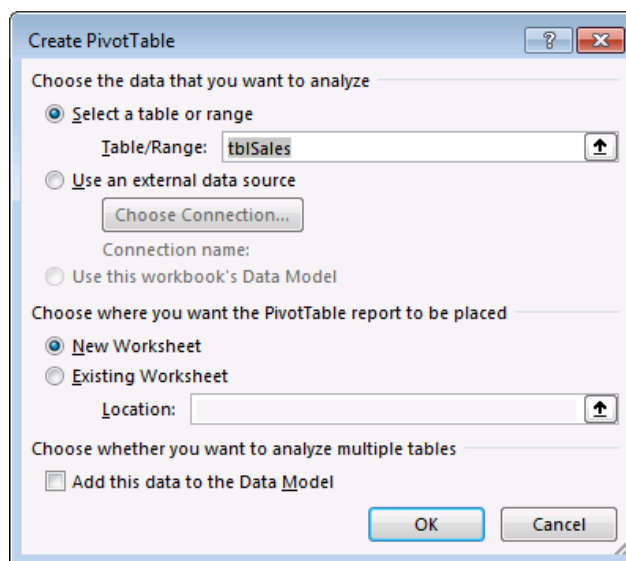 Create PivotTable
Choose the data that you want to analyze
Select a table or range
Table/Range: tblSales
Use an external data source
Choose Connection...
Connection name:
Use this workbook's Data Model
Choose where you want the PivotTable report to be placed
New Worksheet
Existing Worksheet
Location:
Choose whether you want to analyze multiple tables
Add this data to the Data Model
OK Cancel